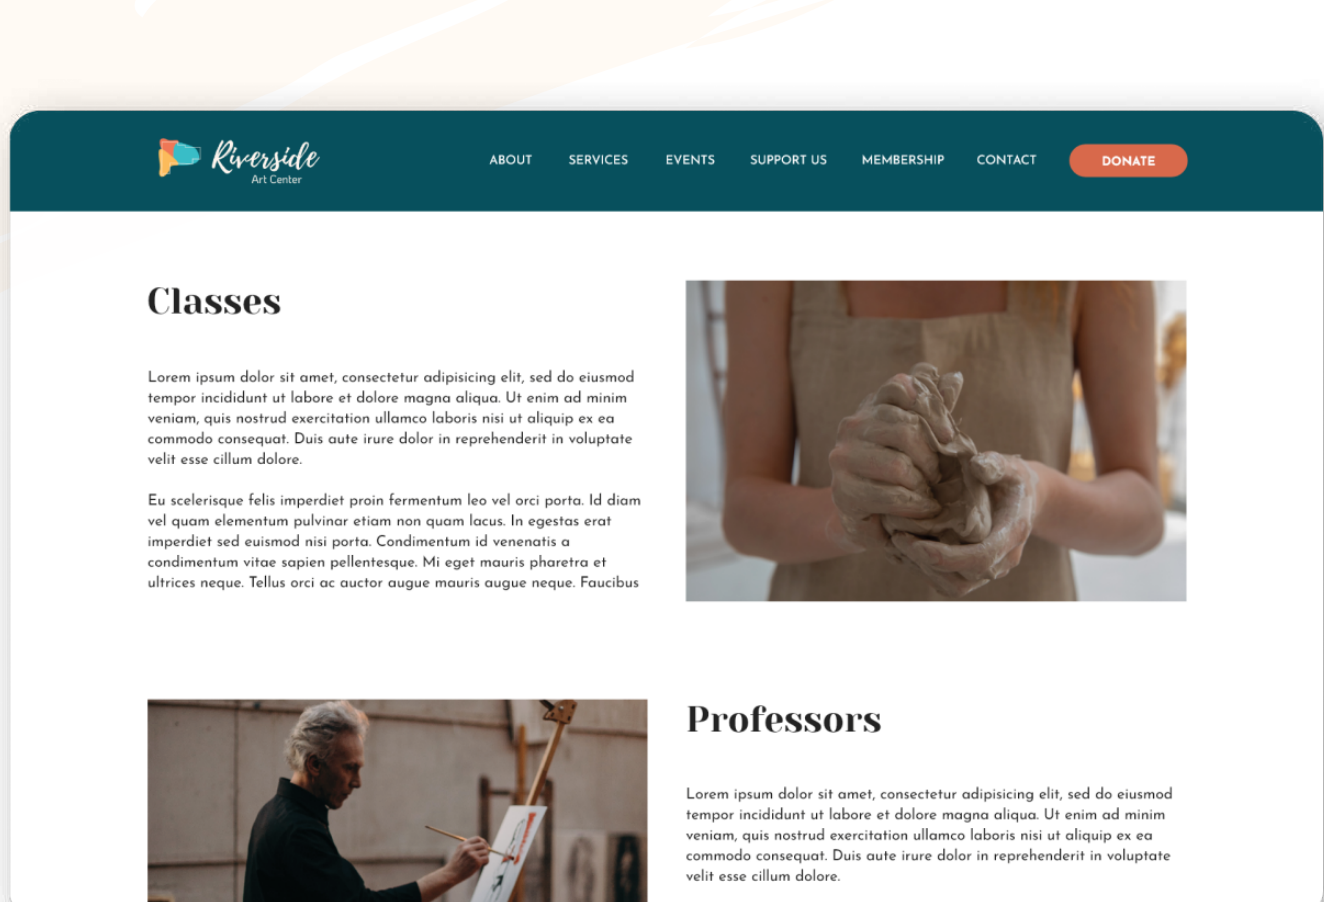 Riverside
Art Center
ABOUT SERVICES EVENTS SUPPORT US MEMBERSHIP CONTACT DONATE
Classes
Lorem ipsum dolor sit amet, consectetur adipisicing elit, sed do eiusmod
tempor incididunt ut labore et dolore magna aliqua. Ut enim ad minim
veniam, quis nostrud exercitation ullamco laboris nisi ut aliquip ex ea
commodo consequat. Duis aute irure dolor in reprehenderit in voluptate
velit esse cillum dolore.
Eu scelerisque felis imperdiet proin fermentum leo vel orci porta. Id diam
vel quam elementum pulvinar etiam non quam lacus. In egestas erat
imperdiet sed euismod nisi porta. Condimentum id venenatis a
condimentum vitae sapien pellentesque. Mi eget mauris pharetra et
ultrices neque. Tellus orci ac auctor augue mauris augue neque. Faucibus
Professors
Lorem ipsum dolor sit amet, consectetur adipisicing elit, sed do eiusmod
tempor incididunt ut labore et dolore magna aliqua. Ut enim ad minim
veniam, quis nostrud exercitation ullamco laboris nisi ut aliquip ex ea
commodo consequat. Duis aute irure dolor in reprehenderit in voluptate
velit esse cillum dolore.